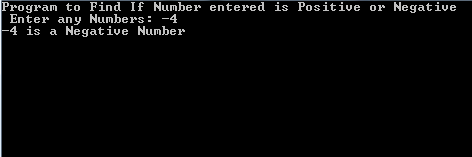 Program to Find If Number entered is Positive or Negative
Enter any Numbers: -4
-4 is a Negative Number